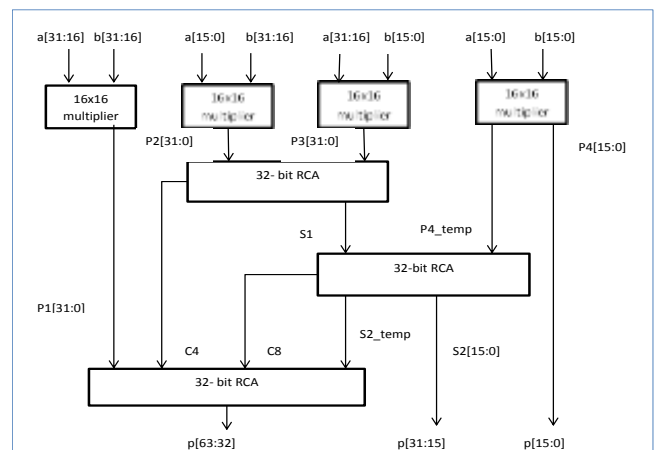 a[31:16] b[31:16] a[15:0] b[31:16] a[31:16] b[15:0] a[15:0] b[15:0]
16x16 multiplier
16x16 multiplier
16x16 multiplier
16x16 multiplier
P2[31:0] P3[31:0] P4[15:0]
32- bit RCA
S1 P4_temp
32-bit RCA
P1[31:0]
S2_temp
C4 C8 S2[15:0]
32- bit RCA
p[63:32] p[31:15] p[15:0]